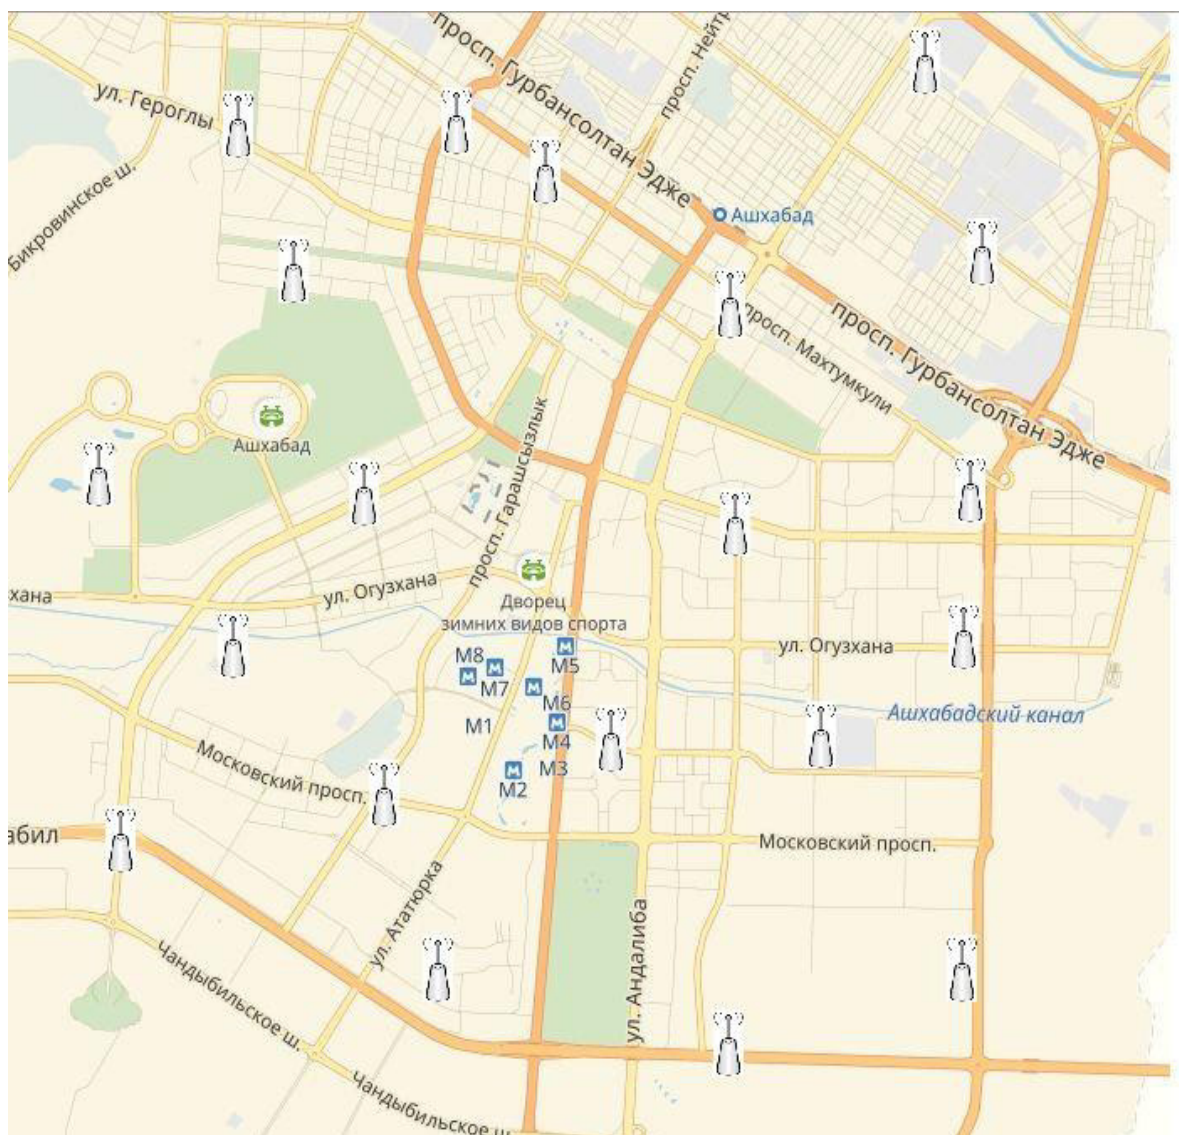 просп. Гурбансолтан Эдже
просп. Нейтр
ул. Героглы
Бикровинское ш.
Ашхабад
просп. Гурбансолтан Эдже
просп. Махтумкули
Ашхабад
просп. Гарашсызлык
хана
ул. Огузхана
Дворец
зимних видов спорта
ул. Огузхана
M8
M5
M7
M6
M1
M4
M3
M2
Ашхабадский канал
Московский просп.
абил
Московский просп.
ул. Ататюрка
ул. Андалиба
Чандыбильское ш.
Чандыбильское ш